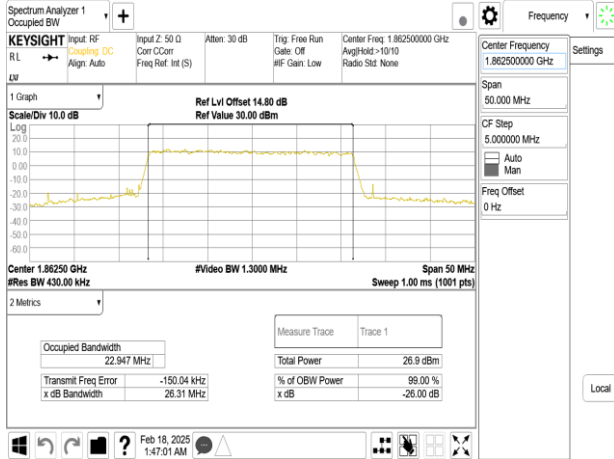 Spectrum Analyzer 1
Occupied BW
KEYSIGHT
RL
LXI
Input: RF
Coupling: DC
Align: Auto
Input Z: 50 Ω
Corr CCorr
Freq Ref: Int (S)
Atten: 30 dB
Trig: Free Run
Gate: Off
#IF Gain: Low
Center Freq: 1.862500000 GHz
Avg|Hold:>10/10
Radio Std: None
1 Graph
Scale/Div 10.0 dB
Ref Lvl Offset 14.80 dB
Ref Value 30.00 dBm
Log
20.0
10.0
0.00
-10.0
-20.0
-30.0
-40.0
-50.0
-60.0
Center 1.86250 GHz
#Res BW 430.00 kHz
#Video BW 1.3000 MHz
Span 50 MHz
Sweep 1.00 ms (1001 pts)
2 Metrics
Measure Trace Trace 1
Occupied Bandwidth
22.947 MHz
Total Power 26.9 dBm
Transmit Freq Error -150.04 kHz
% of OBW Power 99.00 %
x dB Bandwidth 26.31 MHz
x dB -26.00 dB
Feb 18, 2025
1:47:01 AM
Frequency
Center Frequency
1.862500000 GHz
Settings
Span
50.000 MHz
CF Step
5.000000 MHz
Auto
Man
Freq Offset
0 Hz
Local